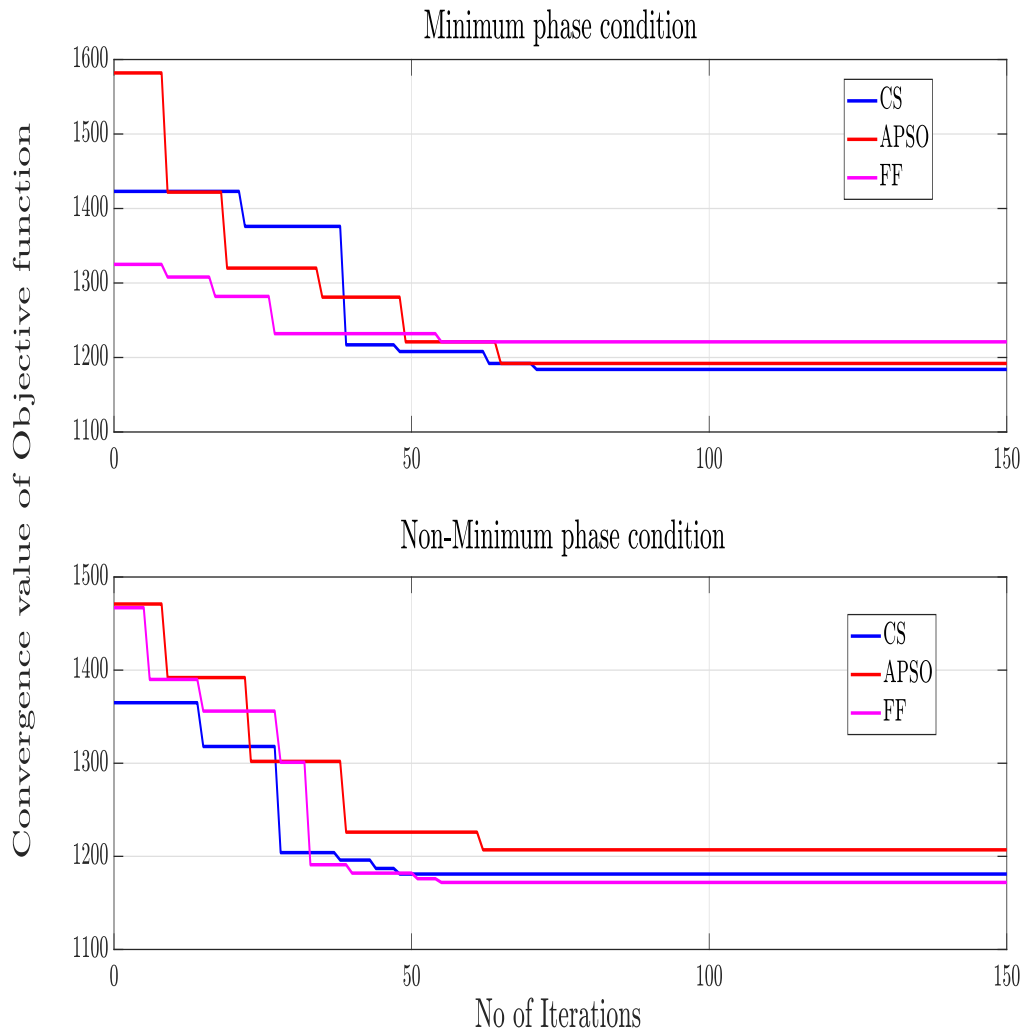 Minimum phase condition
1600
1500
1400
1300
1200
1100
0 50 100 150
CS
APSO
FF
Convergence value of Objective function
Non-Minimum phase condition
1500
1400
1300
1200
1100
0 50 100 150
CS
APSO
FF
No of Iterations